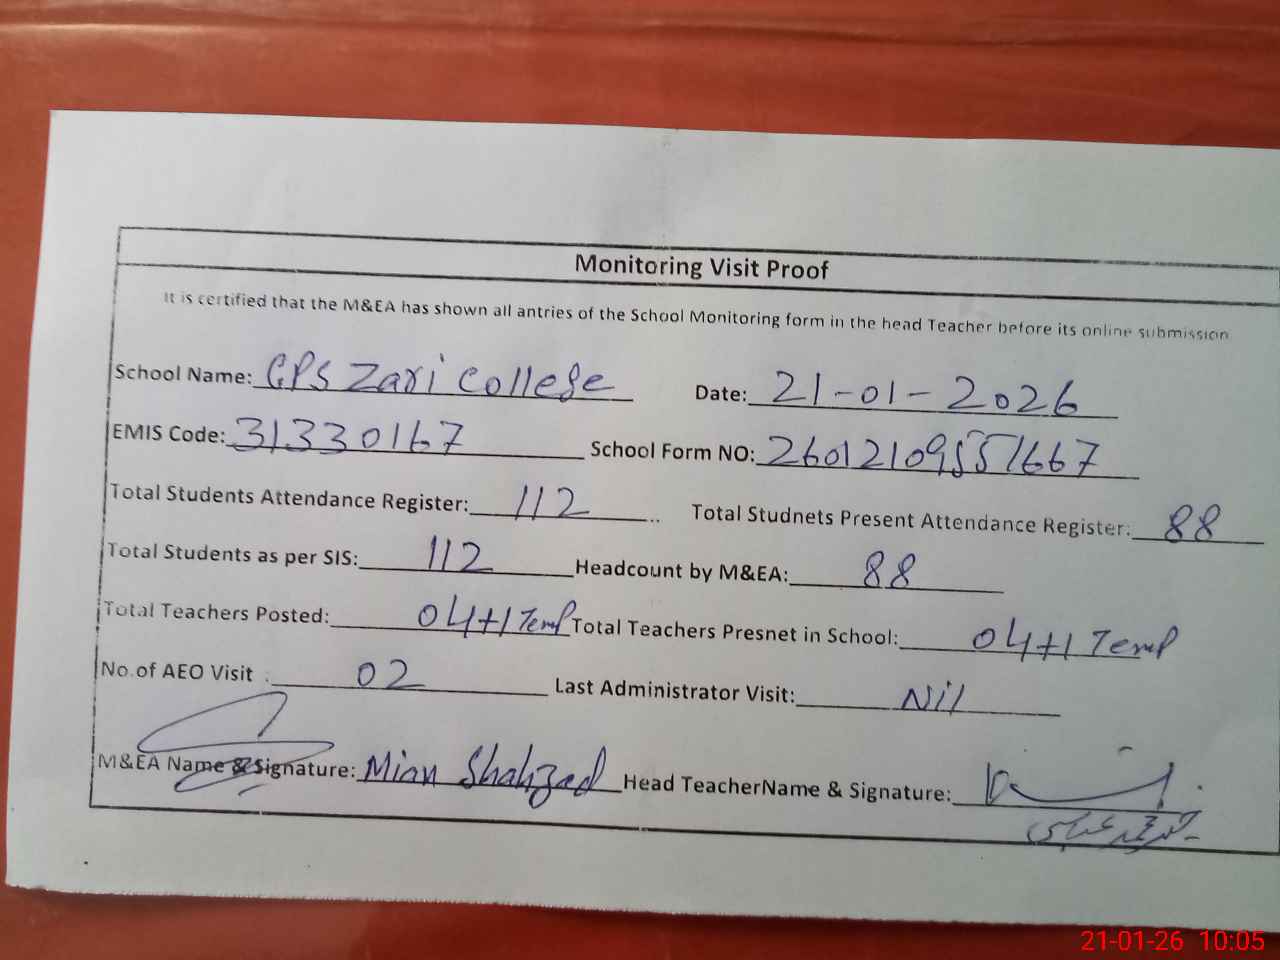 Monitoring Visit Proof
It is certified that the M&EA has shown all antries of the School Monitoring form in the head Teacher before its online submission
School Name: GPS Zari College Date: 21-01-2026
EMIS Code: 31330167 School Form NO: 26012109551667
Total Students Attendance Register: 112 Total Studnets Present Attendance Register: 88
Total Students as per SIS: 112 Headcount by M&EA: 88
Total Teachers Posted: 04+1 Temp Total Teachers Presnet in School: 04+1 Temp
No.of AEO Visit : 02 Last Administrator Visit: Nil
M&EA Name & Signature: Mian Shahzad Head TeacherName & Signature:
21-01-26 10:05